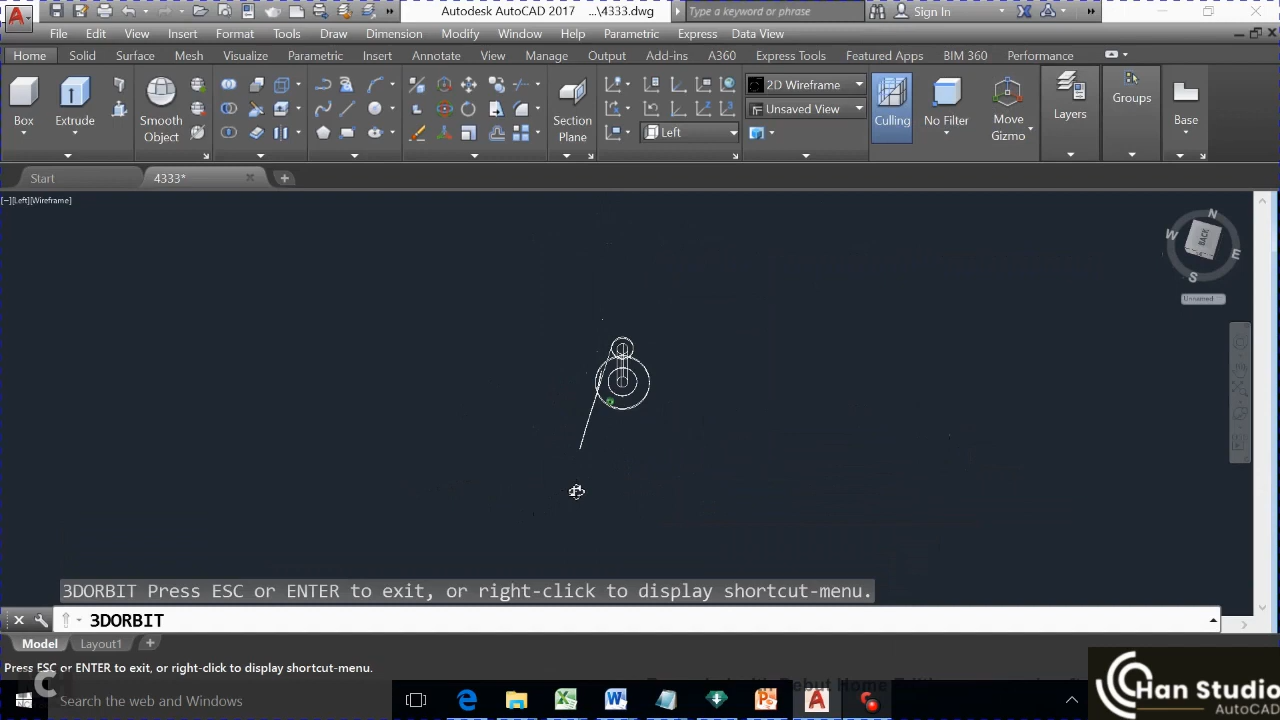 Autodesk AutoCAD 2017 ...\4333.dwg Type a keyword or phrase Sign In
File Edit View Insert Format Tools Draw Dimension Modify Window Help Parametric Express Data View
Home Solid Surface Mesh Visualize Parametric Insert Annotate View Manage Output Add-ins A360 Express Tools Featured Apps BIM 360 Performance
2D Wireframe
Unsaved View
Left
Box Extrude Smooth Object Section Plane Culling No Filter Move Gizmo Layers Groups Base
Start 4333*
[−][Left][Wireframe]
N
W BACK E
S
Unnamed
3DORBIT Press ESC or ENTER to exit, or right-click to display shortcut-menu.
3DORBIT
Model Layout1
Press ESC or ENTER to exit, or right-click to display shortcut-menu.
Search the web and Windows
Han Studio
AutoCAD